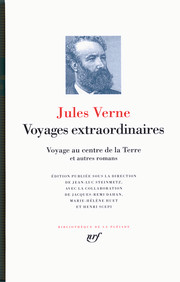 Jules Verne
Voyages extraordinaires
Voyage au centre de la Terre
et autres romans
ÉDITION PUBLIÉE SOUS LA DIRECTION
DE JEAN-LUC STEINMETZ,
AVEC LA COLLABORATION
DE JACQUES-REMI DAHAN,
MARIE-HÉLÈNE HUET
ET HENRI SCEPI
BIBLIOTHÈQUE DE LA PLÉIADE
nrf